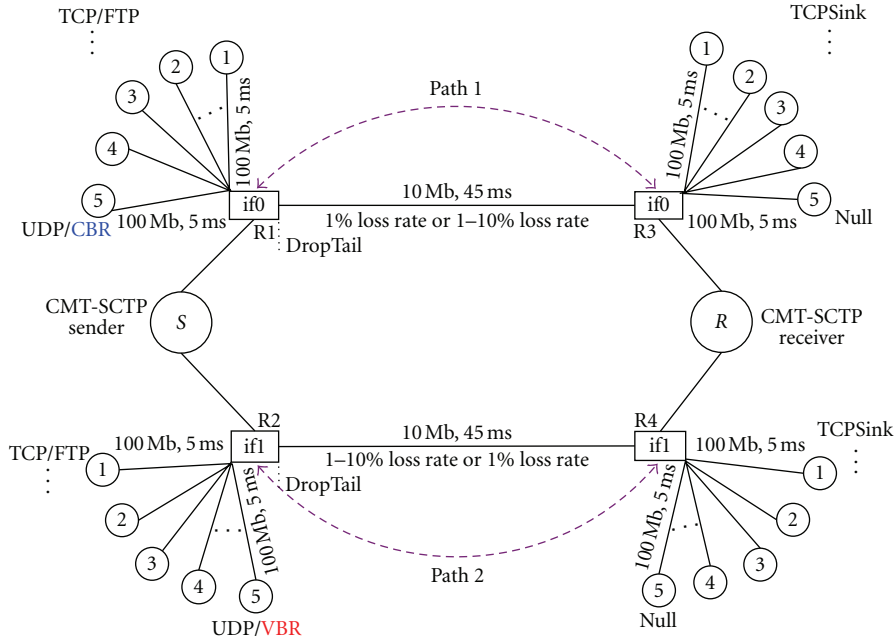 TCP/FTP
TCPSink
1
2
3
4
5
100 Mb, 5 ms
100 Mb, 5 ms
UDP/CBR
if0
R1
DropTail
Path 1
10 Mb, 45 ms
1% loss rate or 1–10% loss rate
1
2
3
4
5
100 Mb, 5 ms
100 Mb, 5 ms
Null
if0
R3
CMT-SCTP
sender
S
R
CMT-SCTP
receiver
R2
if1
DropTail
10 Mb, 45 ms
1–10% loss rate or 1% loss rate
Path 2
R4
if1
TCP/FTP
100 Mb, 5 ms
100 Mb, 5 ms
1
2
3
4
5
UDP/VBR
100 Mb, 5 ms
100 Mb, 5 ms
TCPSink
1
2
3
4
5
Null